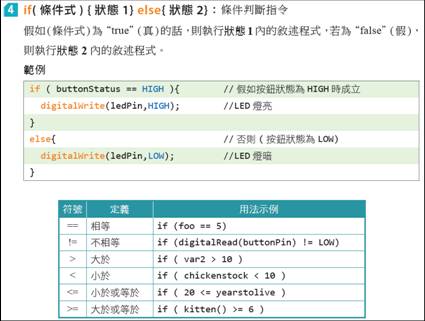 4 if( 條件式 ) { 狀態 1} else{ 狀態 2}：條件判斷指令
假如(條件式)為 “true” (真)的話，則執行狀態 1 內的敘述程式，若為 “false” (假)，
則執行狀態 2 內的敘述程式。
範例
if ( buttonStatus == HIGH ){ // 假如按鈕狀態為 HIGH 時成立
digitalWrite(ledPin,HIGH); //LED 燈亮
}
else{ // 否則 ( 按鈕狀態為 LOW)
digitalWrite(ledPin,LOW); //LED 燈暗
}
符號 定義 用法示例
== 相等 if (foo == 5)
!= 不相等 if (digitalRead(buttonPin) != LOW)
> 大於 if ( var2 > 10 )
< 小於 if ( chickenstock < 10 )
<= 小於或等於 if ( 20 <= yearstolive )
>= 大於或等於 if ( kitten() >= 6 )